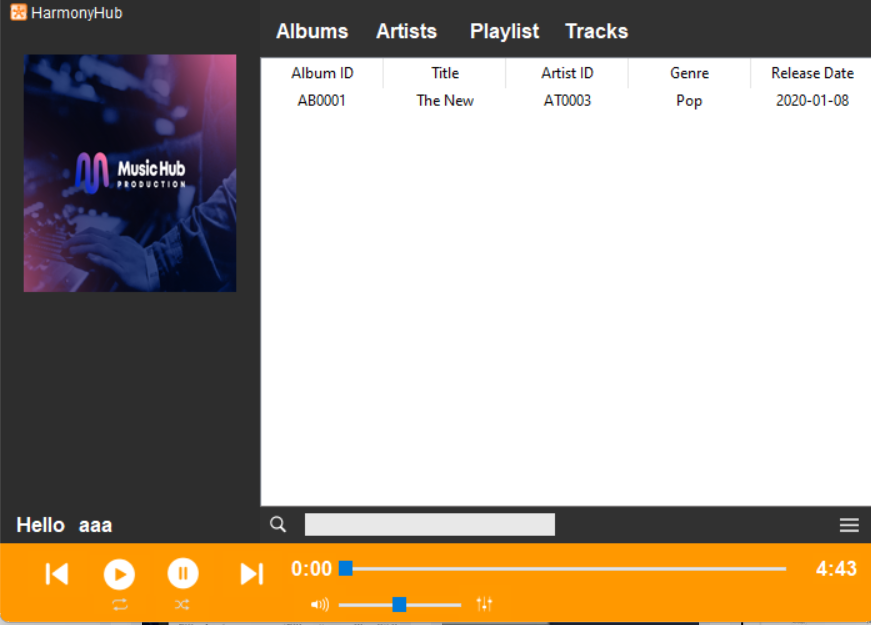 HarmonyHub
Albums Artists Playlist Tracks
Album ID Title Artist ID Genre Release Date
AB0001 The New AT0003 Pop 2020-01-08
Music Hub
PRODUCTION
Hello aaa
0:00 4:43